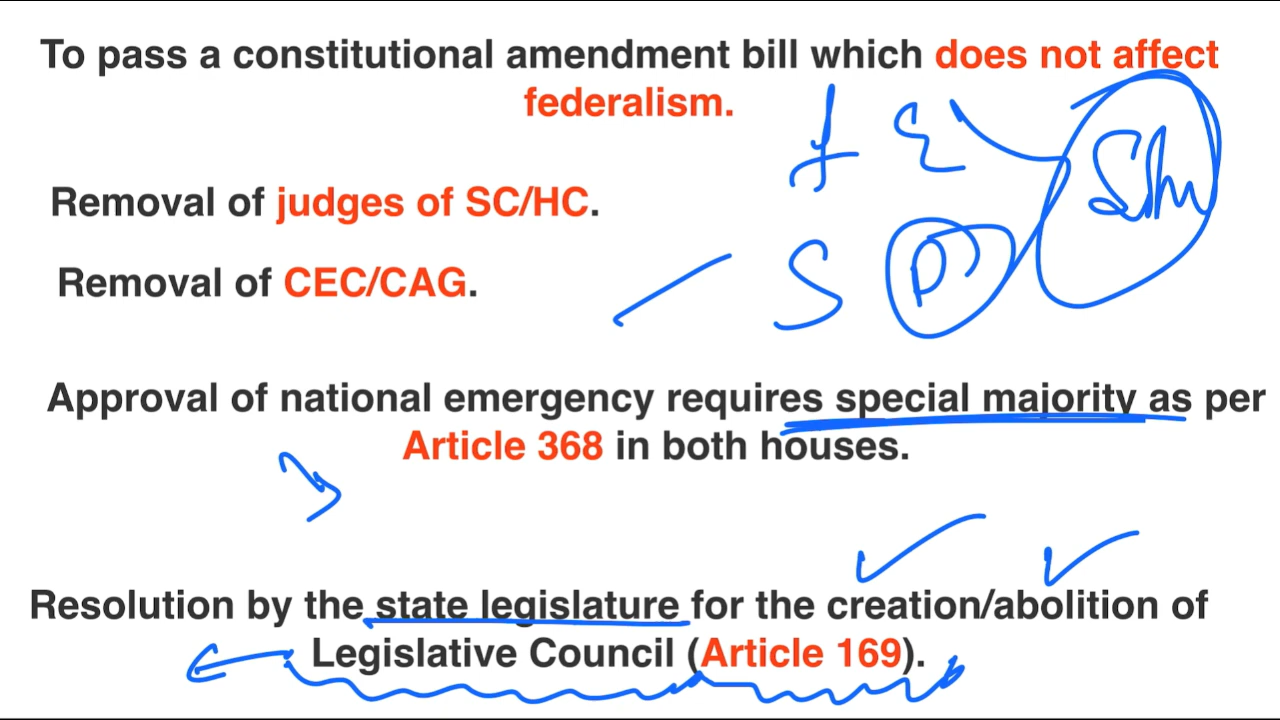 To pass a constitutional amendment bill which does not affect
federalism.
Removal of judges of SC/HC.
S
P
Removal of CEC/CAG.
Approval of national emergency requires special majority as per
Article 368 in both houses.
Resolution by the state legislature for the creation/abolition of
Legislative Council (Article 169).